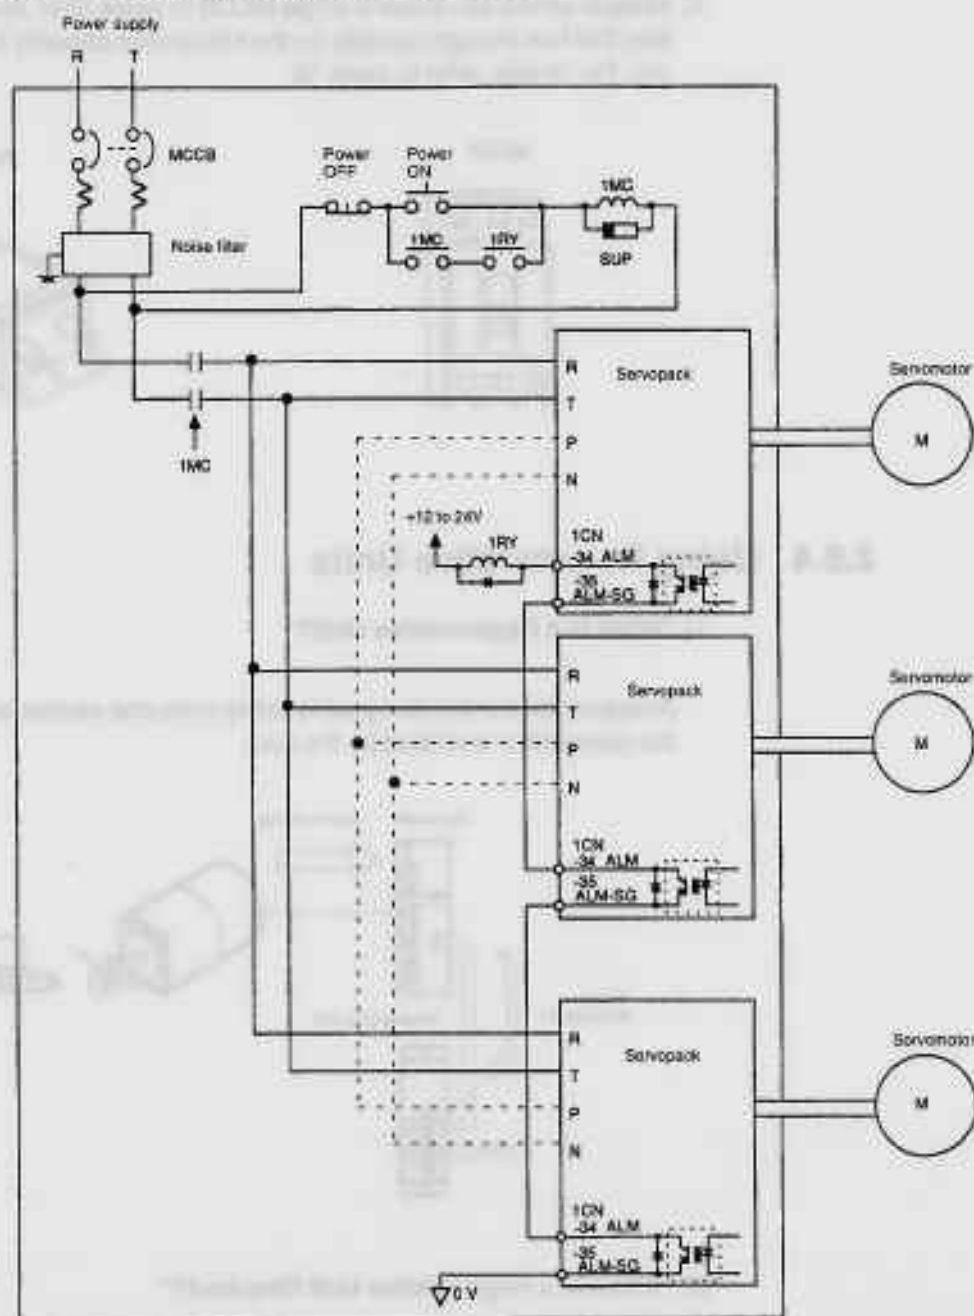 Power supply
R T
MCCB
Power OFF
Power ON
1MC
1MC 1RY
SUP
Noise filter
1MC
R
T
P
N
Servopack
Servomotor
M
+12 to 24V
1RY
1CN
-34 ALM
-35
ALM-SG
R
T
P
N
Servopack
Servomotor
M
1CN
-34 ALM
-35
ALM-SG
R
T
P
N
Servopack
Servomotor
M
1CN
-34 ALM
-35
ALM-SG
0 V